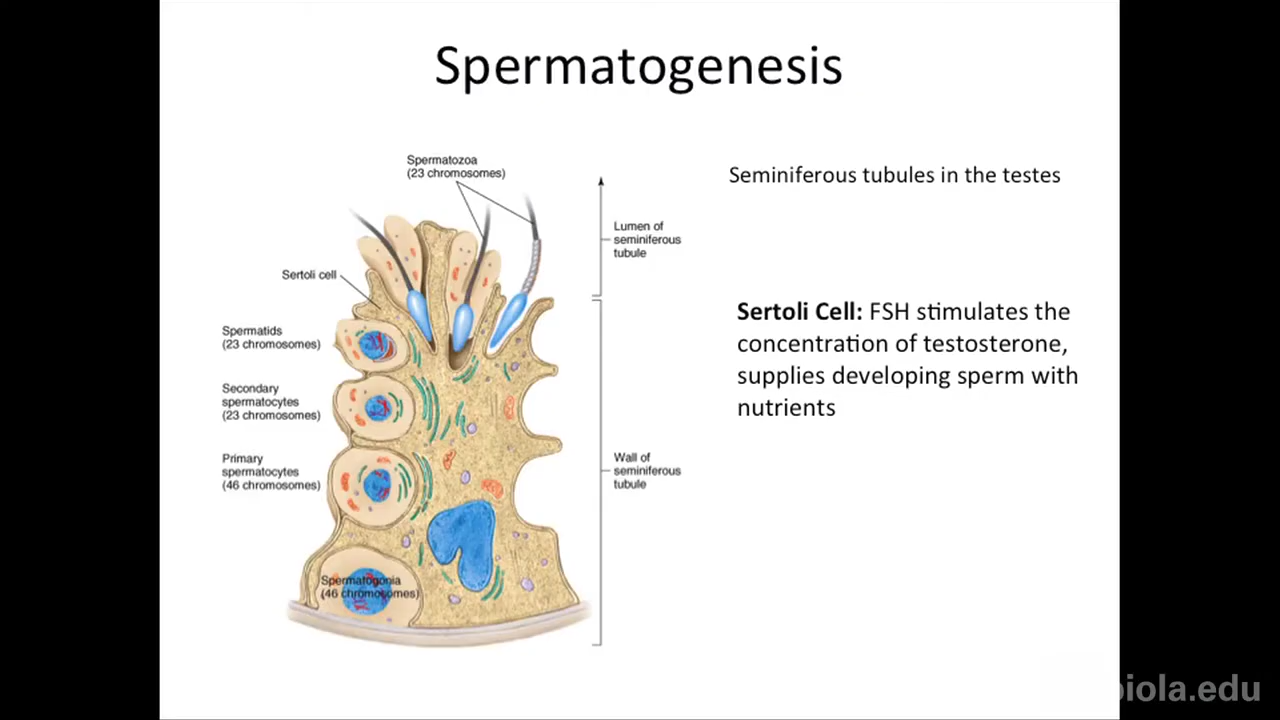 Spermatogenesis
Spermatozoa
(23 chromosomes)
Seminiferous tubules in the testes
Lumen of
seminiferous
tubule
Sertoli cell
Sertoli Cell: FSH stimulates the
concentration of testosterone,
supplies developing sperm with
nutrients
Spermatids
(23 chromosomes)
Secondary
spermatocytes
(23 chromosomes)
Primary
spermatocytes
(46 chromosomes)
Wall of
seminiferous
tubule
Spermatogonia
(46 chromosomes)
biola.edu